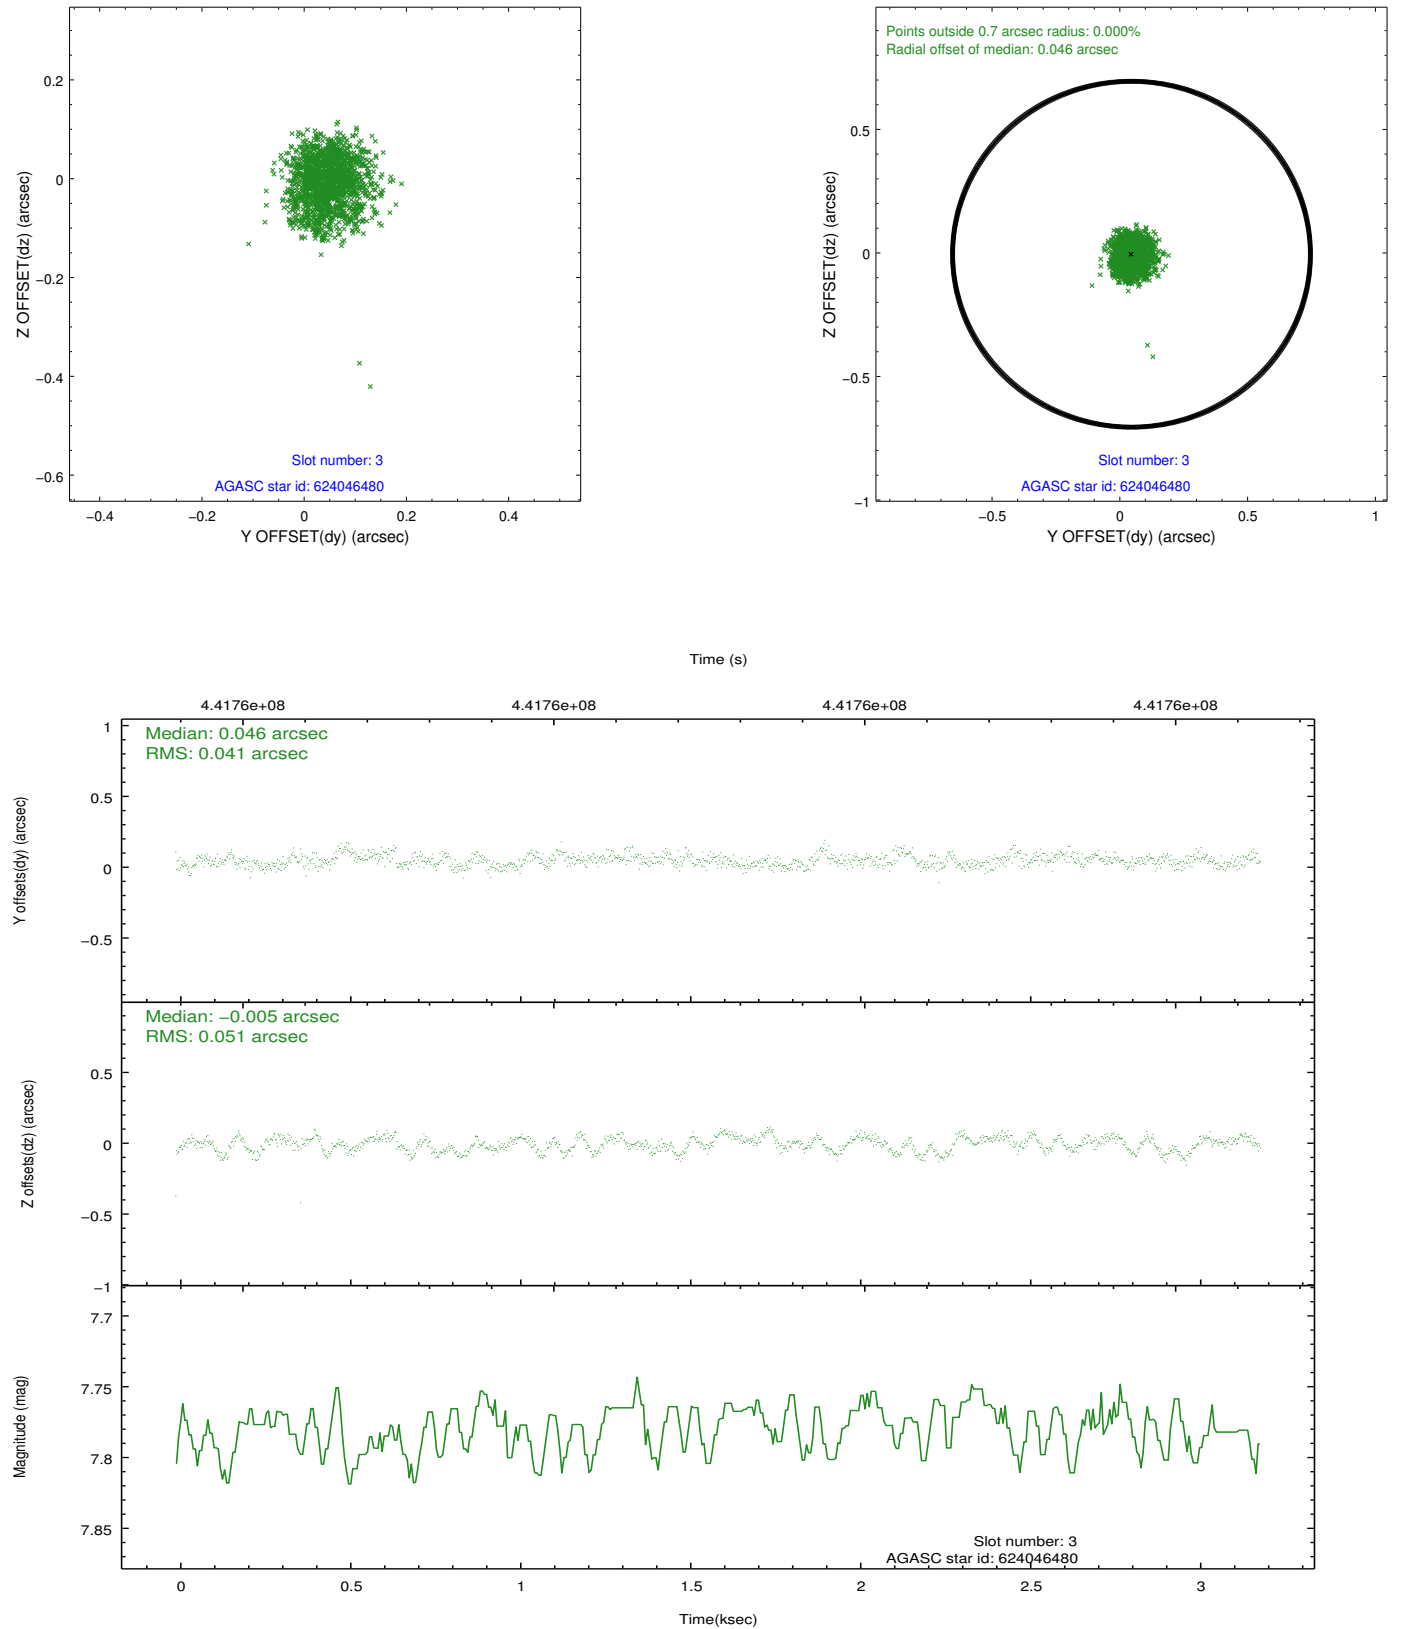 0.2
0
−0.2
−0.4
−0.6
Z OFFSET(dz) (arcsec)
Slot number: 3
AGASC star id: 624046480
−0.4
−0.2
0
0.2
0.4
Y OFFSET(dy) (arcsec)
Points outside 0.7 arcsec radius: 0.000%
Radial offset of median: 0.046 arcsec
0.5
0
−0.5
−1
Z OFFSET(dz) (arcsec)
Slot number: 3
AGASC star id: 624046480
−0.5
0
0.5
1
Y OFFSET(dy) (arcsec)
Time (s)
4.4176e+08
4.4176e+08
4.4176e+08
4.4176e+08
Median: 0.046 arcsec
RMS: 0.041 arcsec
1
0.5
0
−0.5
Y offsets(dy) (arcsec)
Median: −0.005 arcsec
RMS: 0.051 arcsec
0.5
0
−0.5
−1
Z offsets(dz) (arcsec)
7.7
7.75
7.8
7.85
Magnitude (mag)
Slot number: 3
AGASC star id: 624046480
0
0.5
1
1.5
2
2.5
3
Time(ksec)